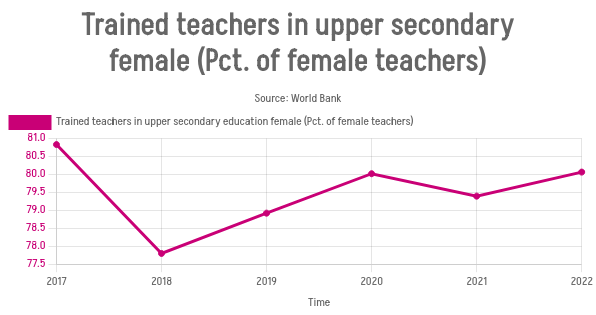 Trained teachers in upper secondary
female (Pct. of female teachers)
Source: World Bank
Trained teachers in upper secondary education female (Pct. of female teachers)
81.0
80.5
80.0
79.5
79.0
78.5
78.0
77.5
2017 2018 2019 2020 2021 2022
Time